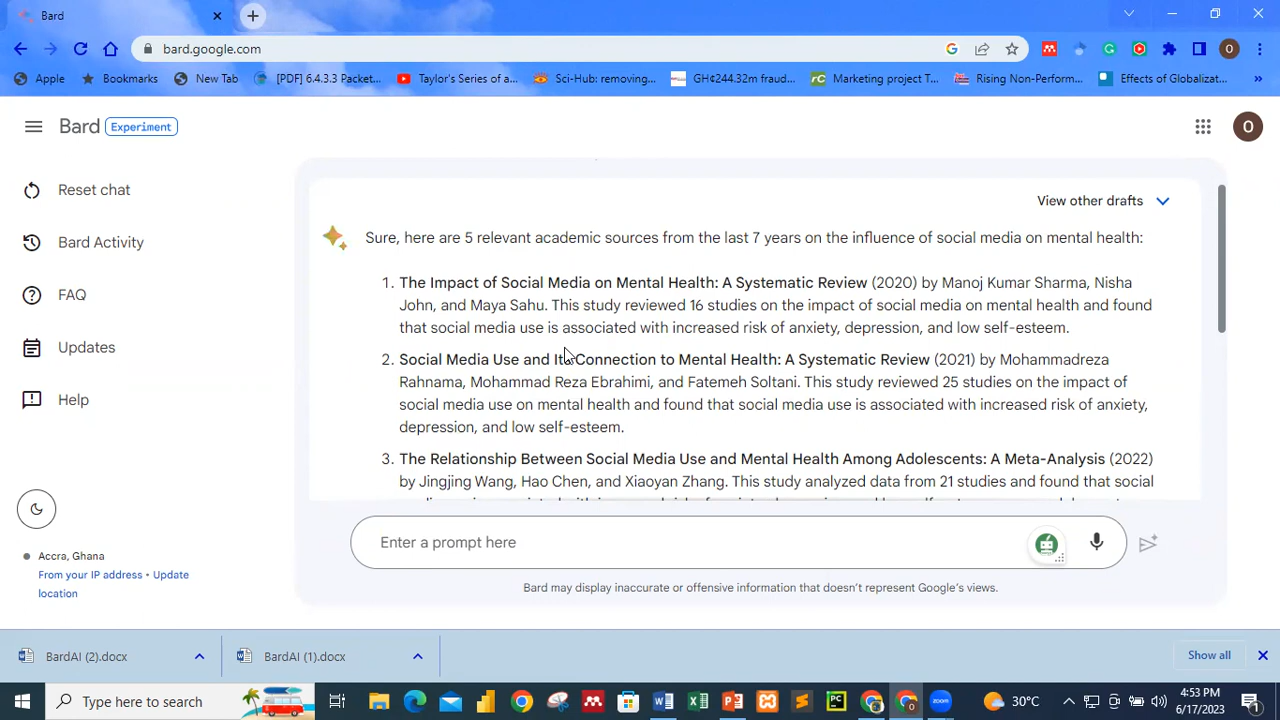 Bard
bard.google.com
Apple
Bookmarks
New Tab
[PDF] 6.4.3.3 Packet...
Taylor's Series of a...
Sci-Hub: removing...
GH¢244.32m fraud...
Marketing project T...
Rising Non-Perform...
Effects of Globalizat...
»
Bard Experiment
O
Reset chat
Bard Activity
FAQ
Updates
Help
Accra, Ghana
From your IP address • Update
location
View other drafts
Sure, here are 5 relevant academic sources from the last 7 years on the influence of social media on mental health:
1. The Impact of Social Media on Mental Health: A Systematic Review (2020) by Manoj Kumar Sharma, Nisha
John, and Maya Sahu. This study reviewed 16 studies on the impact of social media on mental health and found
that social media use is associated with increased risk of anxiety, depression, and low self-esteem.
2. Social Media Use and Its Connection to Mental Health: A Systematic Review (2021) by Mohammadreza
Rahnama, Mohammad Reza Ebrahimi, and Fatemeh Soltani. This study reviewed 25 studies on the impact of
social media use on mental health and found that social media use is associated with increased risk of anxiety,
depression, and low self-esteem.
3. The Relationship Between Social Media Use and Mental Health Among Adolescents: A Meta-Analysis (2022)
by Jingjing Wang, Hao Chen, and Xiaoyan Zhang. This study analyzed data from 21 studies and found that social
Enter a prompt here
Bard may display inaccurate or offensive information that doesn't represent Google's views.
BardAI (2).docx
BardAI (1).docx
Show all
Type here to search
30°C
4:53 PM
6/17/2023